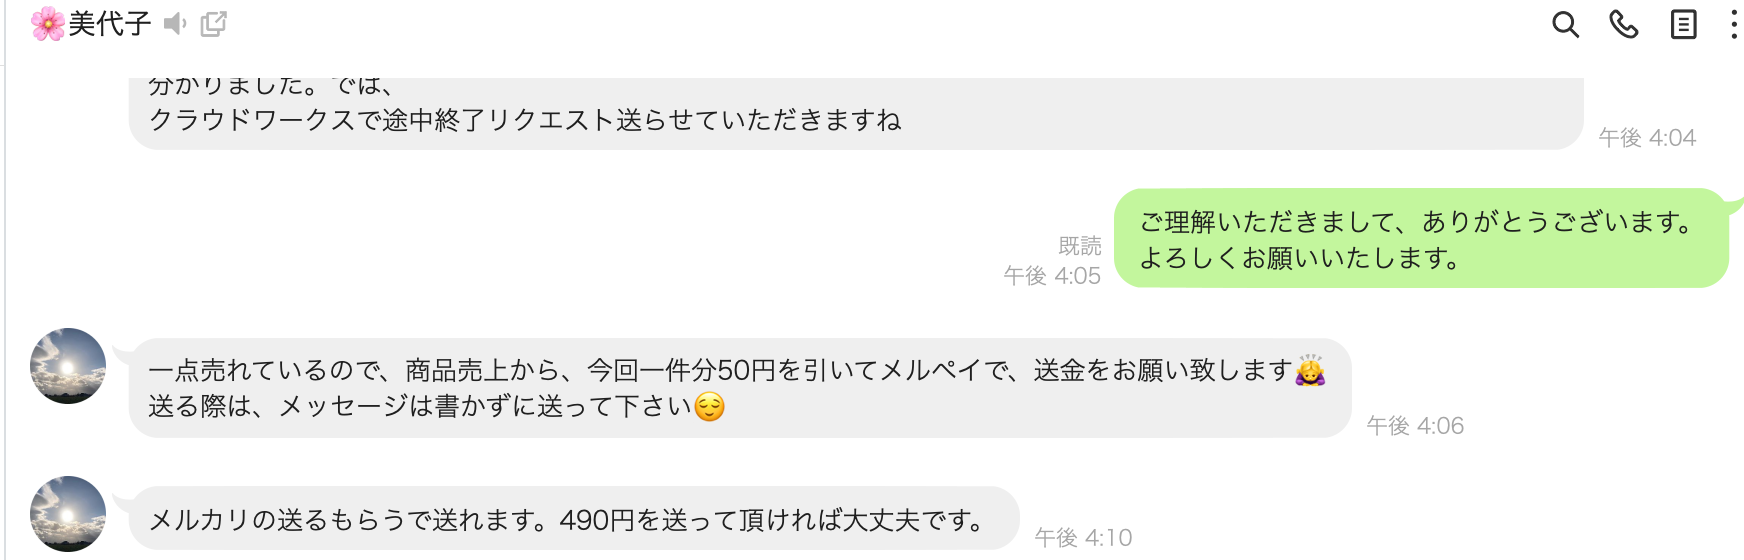 🌸美代子
分かりました。では、
クラウドワークスで途中終了リクエスト送らせていただきますね
午後 4:04
ご理解いただきまして、ありがとうございます。
よろしくお願いいたします。
既読
午後 4:05
一点売れているので、商品売上から、今回一件分50円を引いてメルペイで、送金をお願い致します🙇‍♀️
送る際は、メッセージは書かずに送って下さい😌
午後 4:06
メルカリの送るもらうで送れます。490円を送って頂ければ大丈夫です。
午後 4:10